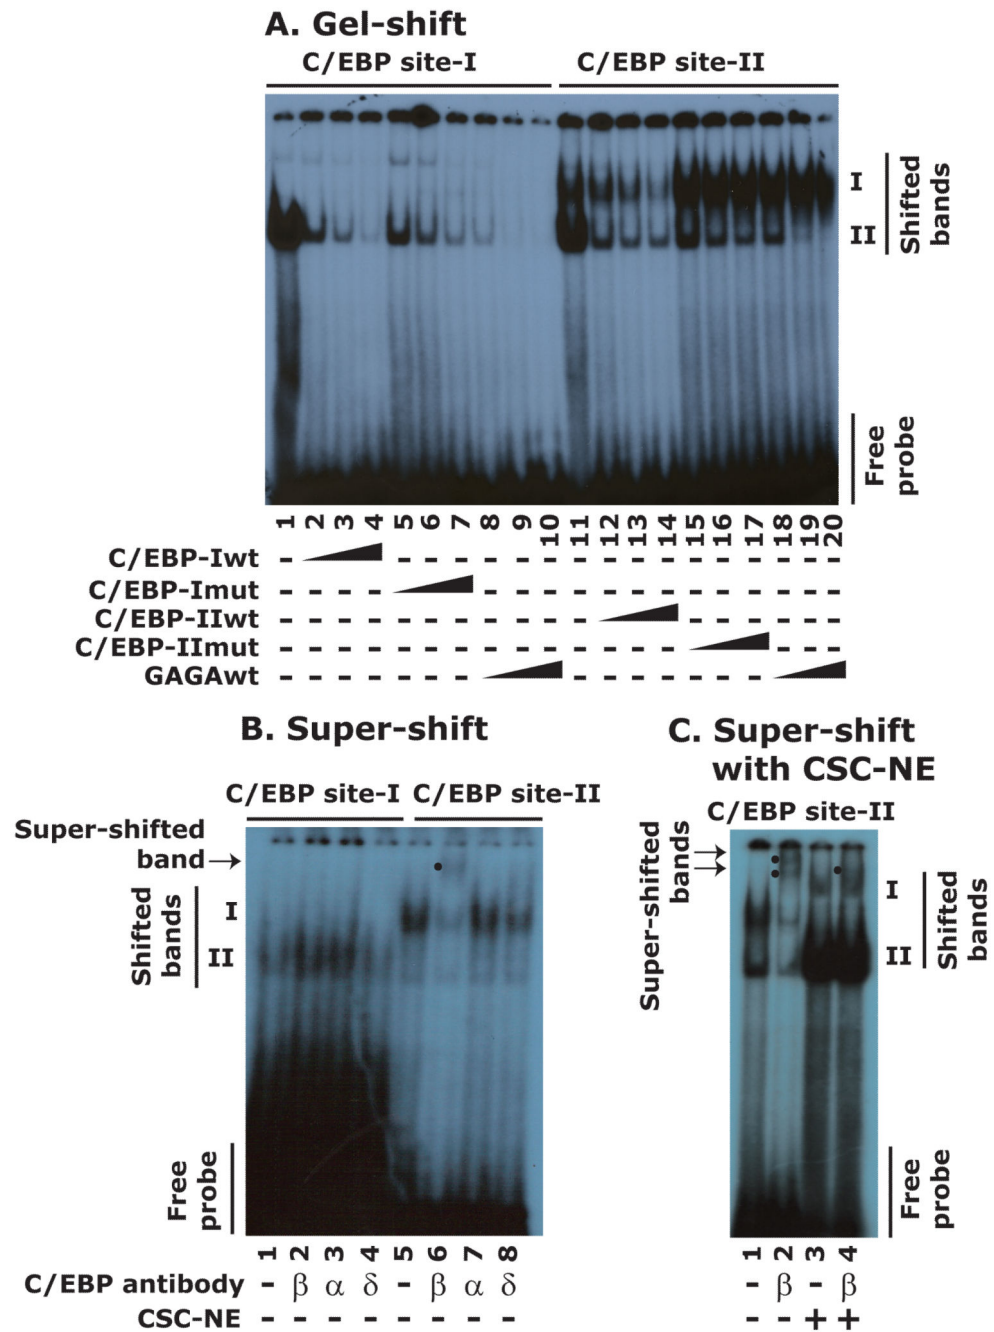 A. Gel-shift
C/EBP site-I C/EBP site-II
I
II
Shifted bands
Free probe
1 2 3 4 5 6 7 8 9 10 11 12 13 14 15 16 17 18 19 20
C/EBP-Iwt - - - - - - - - - - - - - - - - -
C/EBP-Imut - - - - - - - - - - - - - - - - -
C/EBP-IIwt - - - - - - - - - - - - - - - - -
C/EBP-IImut - - - - - - - - - - - - - - - - -
GAGAwt - - - - - - - - - - - - - -
B. Super-shift
C/EBP site-I C/EBP site-II
Super-shifted
band →
I
II
Shifted bands
Free probe
1 2 3 4 5 6 7 8
C/EBP antibody - β α δ - β α δ
CSC-NE - - - - - - - -
C. Super-shift
with CSC-NE
C/EBP site-II
Super-shifted bands
I
II
Shifted bands
Free probe
1 2 3 4
- β - β
- - + +